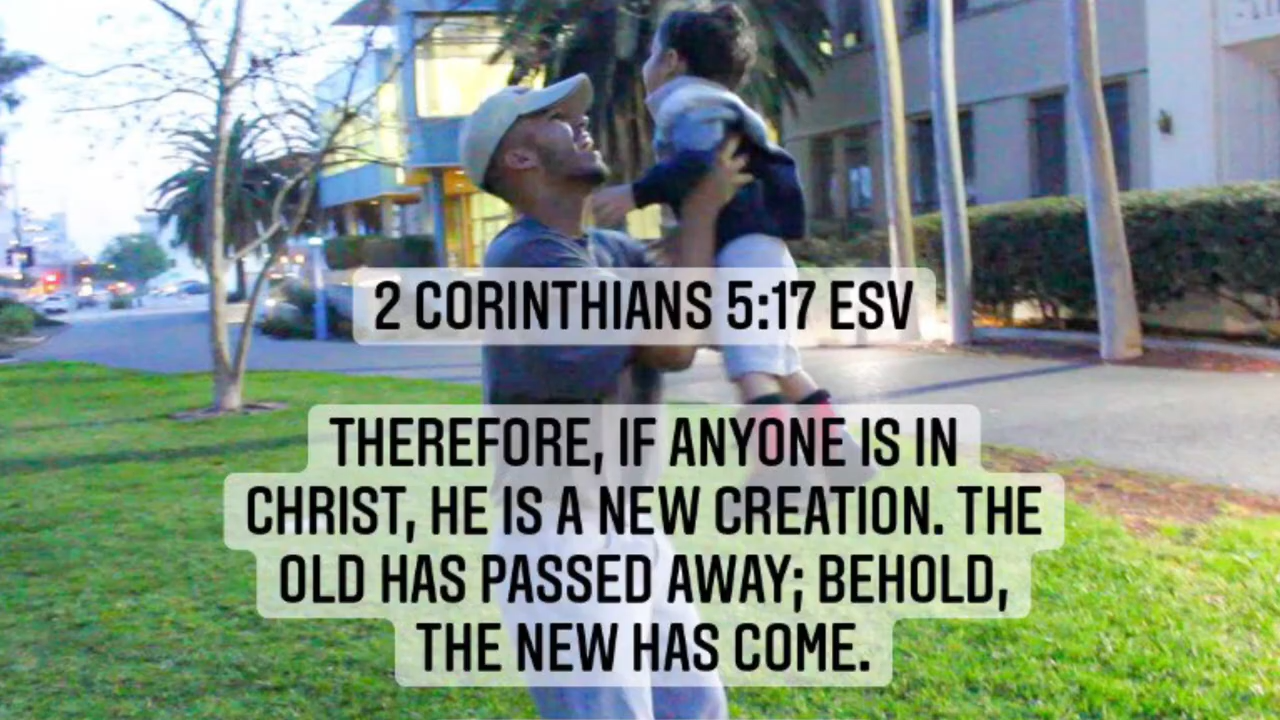 2 CORINTHIANS 5:17 ESV
THEREFORE, IF ANYONE IS IN
CHRIST, HE IS A NEW CREATION. THE
OLD HAS PASSED AWAY; BEHOLD,
THE NEW HAS COME.